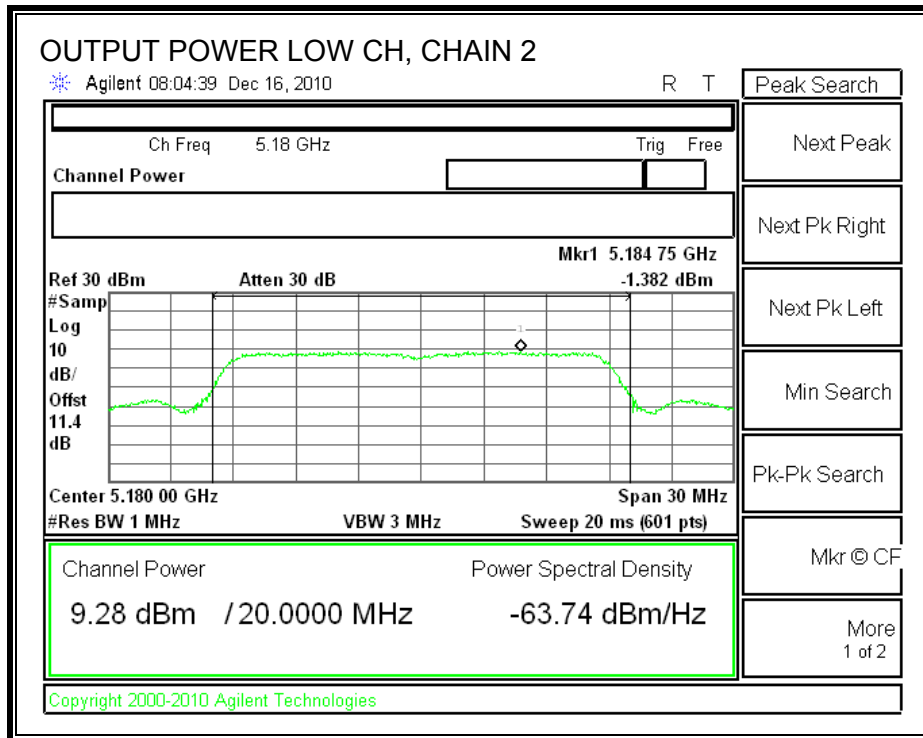 OUTPUT POWER LOW CH, CHAIN 2
Agilent 08:04:39 Dec 16, 2010 R T
Peak Search
Ch Freq 5.18 GHz Trig Free
Channel Power
Mkr1 5.184 75 GHz
Ref 30 dBm Atten 30 dB -1.382 dBm
#Samp
Log
10
dB/
Offst
11.4
dB
1
Center 5.180 00 GHz Span 30 MHz
#Res BW 1 MHz VBW 3 MHz Sweep 20 ms (601 pts)
Channel Power Power Spectral Density
9.28 dBm / 20.0000 MHz -63.74 dBm/Hz
Copyright 2000-2010 Agilent Technologies
Next Peak
Next Pk Right
Next Pk Left
Min Search
Pk-Pk Search
Mkr © CF
More
1 of 2